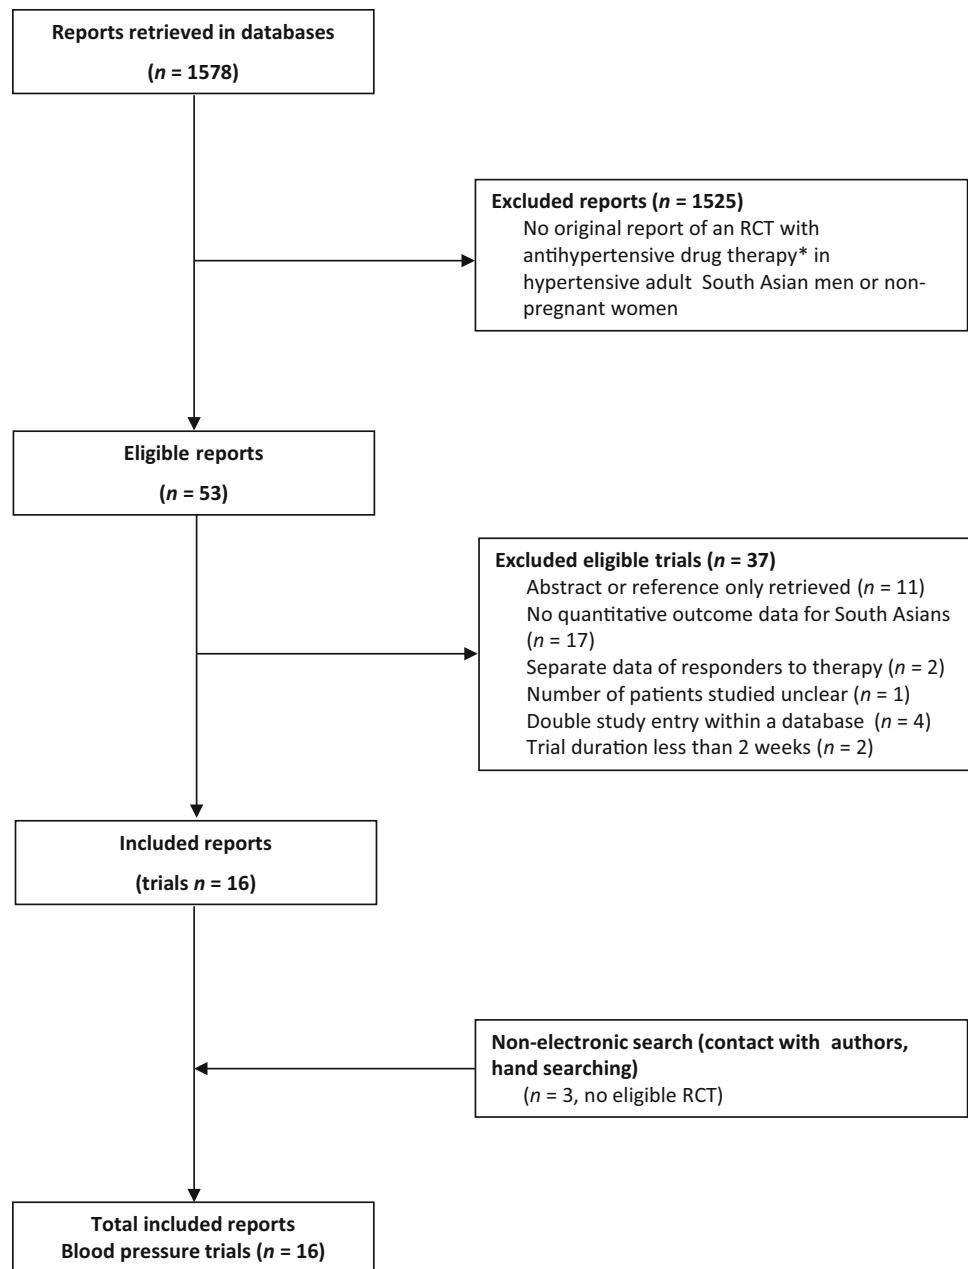 Reports retrieved in databases
(n = 1578)
Excluded reports (n = 1525)
No original report of an RCT with
antihypertensive drug therapy* in
hypertensive adult South Asian men or non-
pregnant women
Eligible reports
(n = 53)
Excluded eligible trials (n = 37)
Abstract or reference only retrieved (n = 11)
No quantitative outcome data for South Asians
(n = 17)
Separate data of responders to therapy (n = 2)
Number of patients studied unclear (n = 1)
Double study entry within a database (n = 4)
Trial duration less than 2 weeks (n = 2)
Included reports
(trials n = 16)
Non-electronic search (contact with authors,
hand searching)
(n = 3, no eligible RCT)
Total included reports
Blood pressure trials (n = 16)